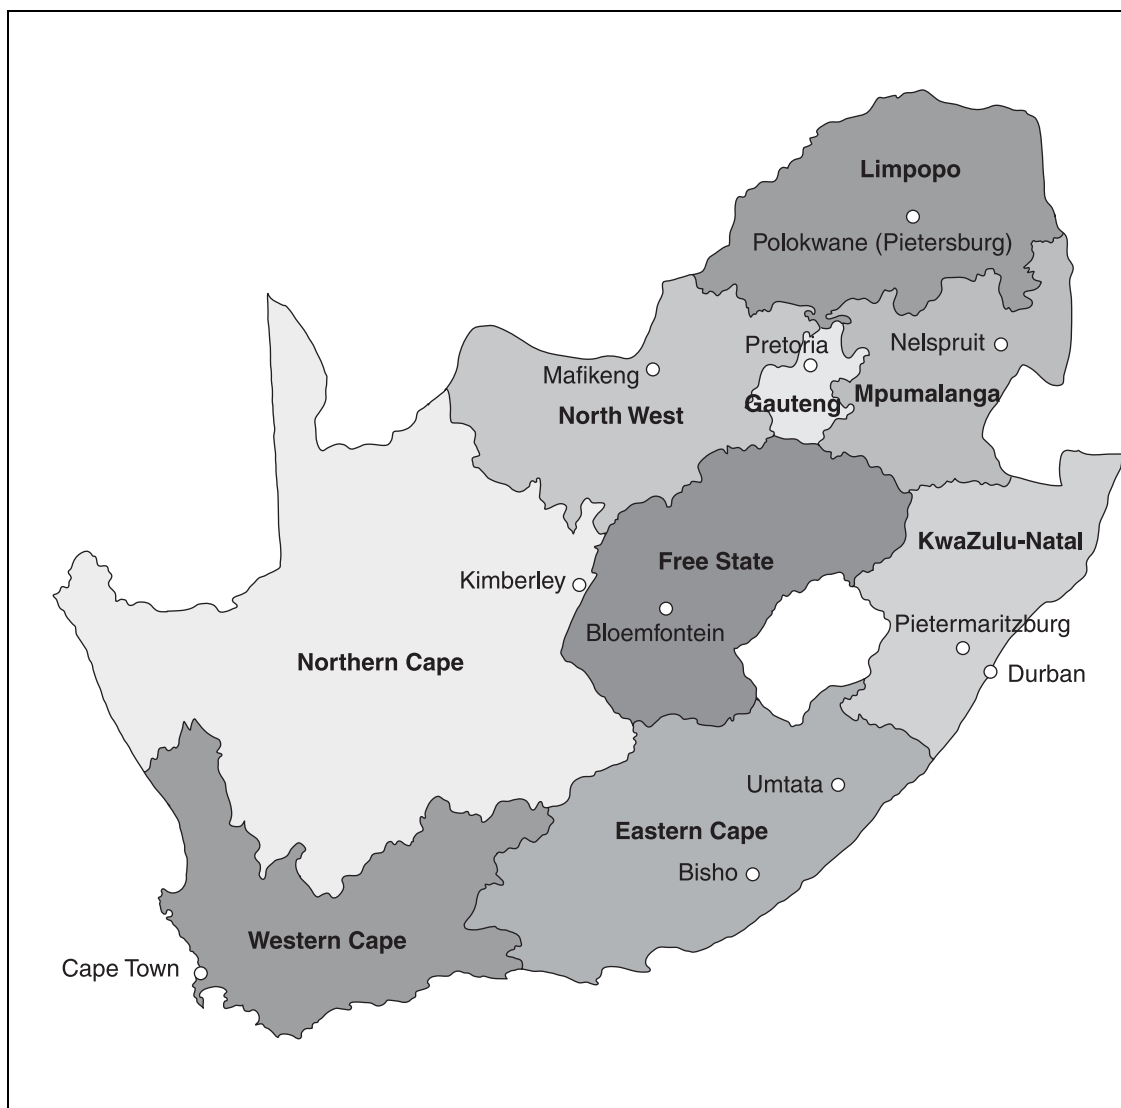 Limpopo
Polokwane (Pietersburg)
Pretoria
Nelspruit
Mafikeng
Mpumalanga
Gauteng
North West
KwaZulu-Natal
Free State
Kimberley
Bloemfontein
Pietermaritzburg
Northern Cape
Durban
Umtata
Eastern Cape
Bisho
Western Cape
Cape Town